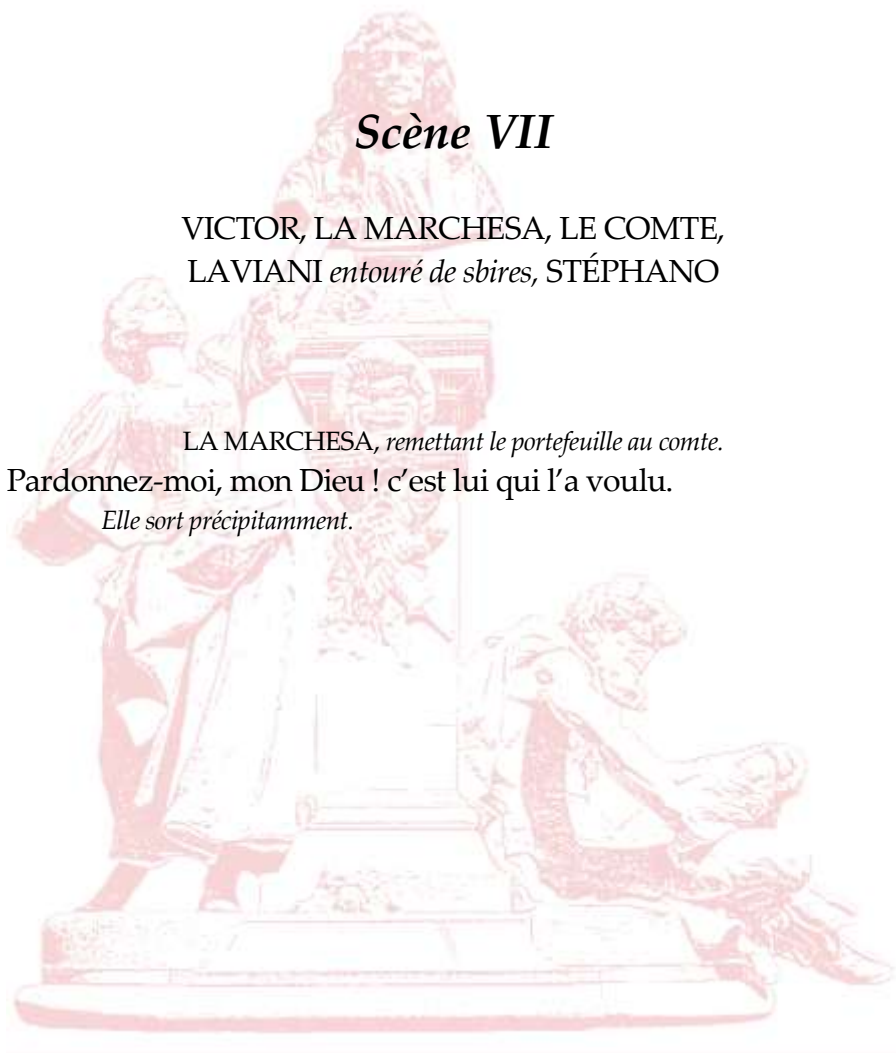 Scène VII
VICTOR, LA MARCHESA, LE COMTE,
LAVIANI entouré de sbires, STÉPHANO
LA MARCHESA, remettant le portefeuille au comte.
Pardonnez-moi, mon Dieu ! c’est lui qui l’a voulu.
Elle sort précipitamment.